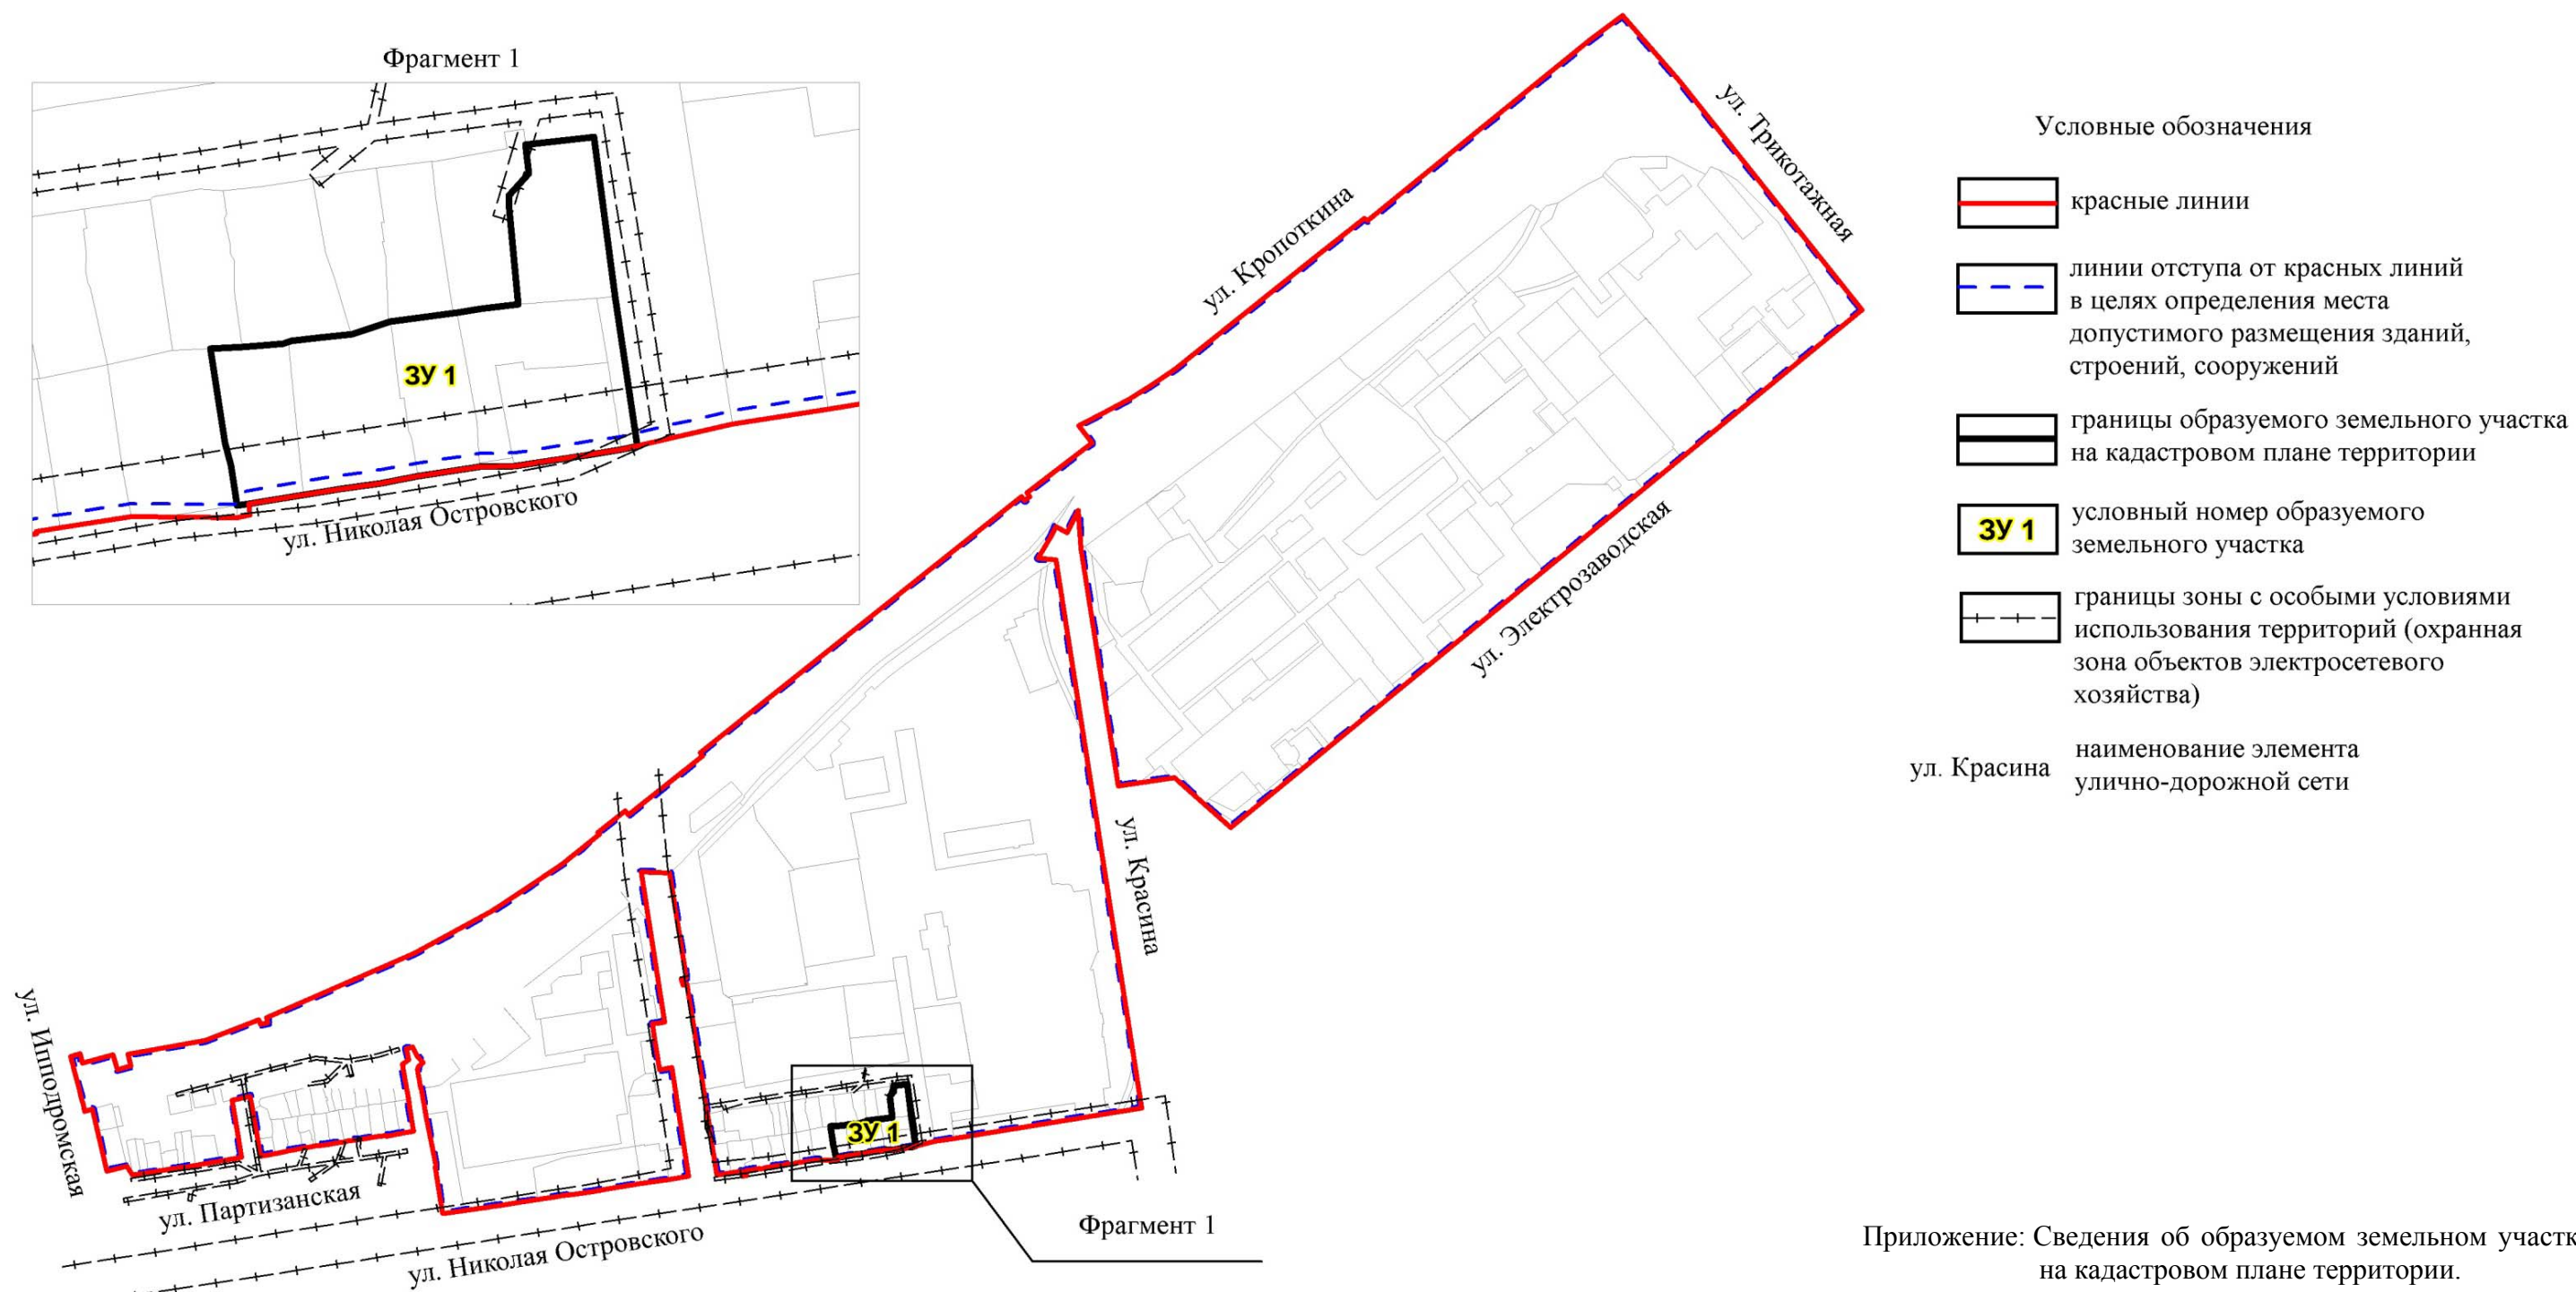 Фрагмент 1
ЗУ 1
ул. Николая Островского
ул. Кропоткина
ул. Трикотажная
ул. Электрозаводская
ул. Красина
ул. Ипподромская
ул. Партизанская
ул. Николая Островского
ЗУ 1
Фрагмент 1
Условные обозначения
красные линии
линии отступа от красных линий
в целях определения места
допустимого размещения зданий,
строений, сооружений
границы образуемого земельного участка
на кадастровом плане территории
ЗУ 1
условный номер образуемого
земельного участка
границы зоны с особыми условиями
использования территорий (охранная
зона объектов электросетевого
хозяйства)
ул. Красина
наименование элемента
улично-дорожной сети
Приложение: Сведения об образуемом земельном участк
на кадастровом плане территории.